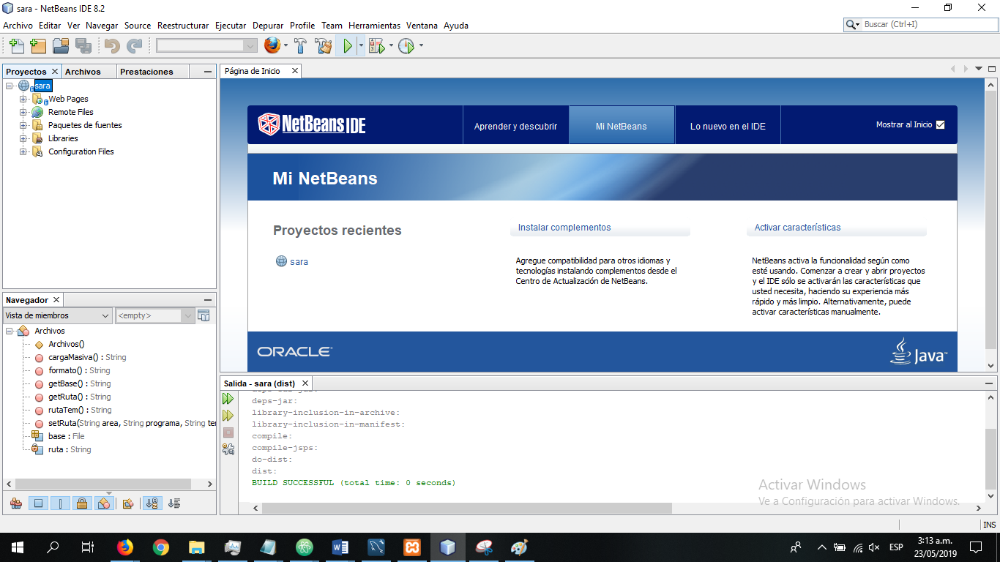 sara - NetBeans IDE 8.2
Archivo Editar Ver Navegar Source Reestructurar Ejecutar Depurar Profile Team Herramientas Ventana Ayuda
Buscar (Ctrl+I)
Proyectos Archivos Prestaciones
sara
Web Pages
Remote Files
Paquetes de fuentes
Libraries
Configuration Files
Página de Inicio
NetBeans IDE
Aprender y descubrir
Mi NetBeans
Lo nuevo en el IDE
Mostrar al Inicio
Mi NetBeans
Proyectos recientes
sara
Instalar complementos
Agregue compatibilidad para otros idiomas y
tecnologías instalando complementos desde el
Centro de Actualización de NetBeans.
Activar características
NetBeans activa la funcionalidad según como
esté usando. Comenzar a crear y abrir proyectos
y el IDE sólo se activarán las características que
usted necesita, haciendo su experiencia más
rápido y más limpio. Alternativamente, puede
activar características manualmente.
ORACLE
Java
Navegador
Vista de miembros
<empty>
Archivos
Archivos()
cargaMasiva() : String
formato() : String
getBase() : String
getRuta() : String
rutaTem() : String
setRuta(String area, String programa, String ter
base : File
ruta : String
Salida - sara (dist)
deps-jar:
library-inclusion-in-archive:
library-inclusion-in-manifest:
compile:
compile-jsps:
do-dist:
dist:
BUILD SUCCESSFUL (total time: 0 seconds)
Activar Windows
Ve a Configuración para activar Windows.
INS
ESP
3:13 a.m.
23/05/2019